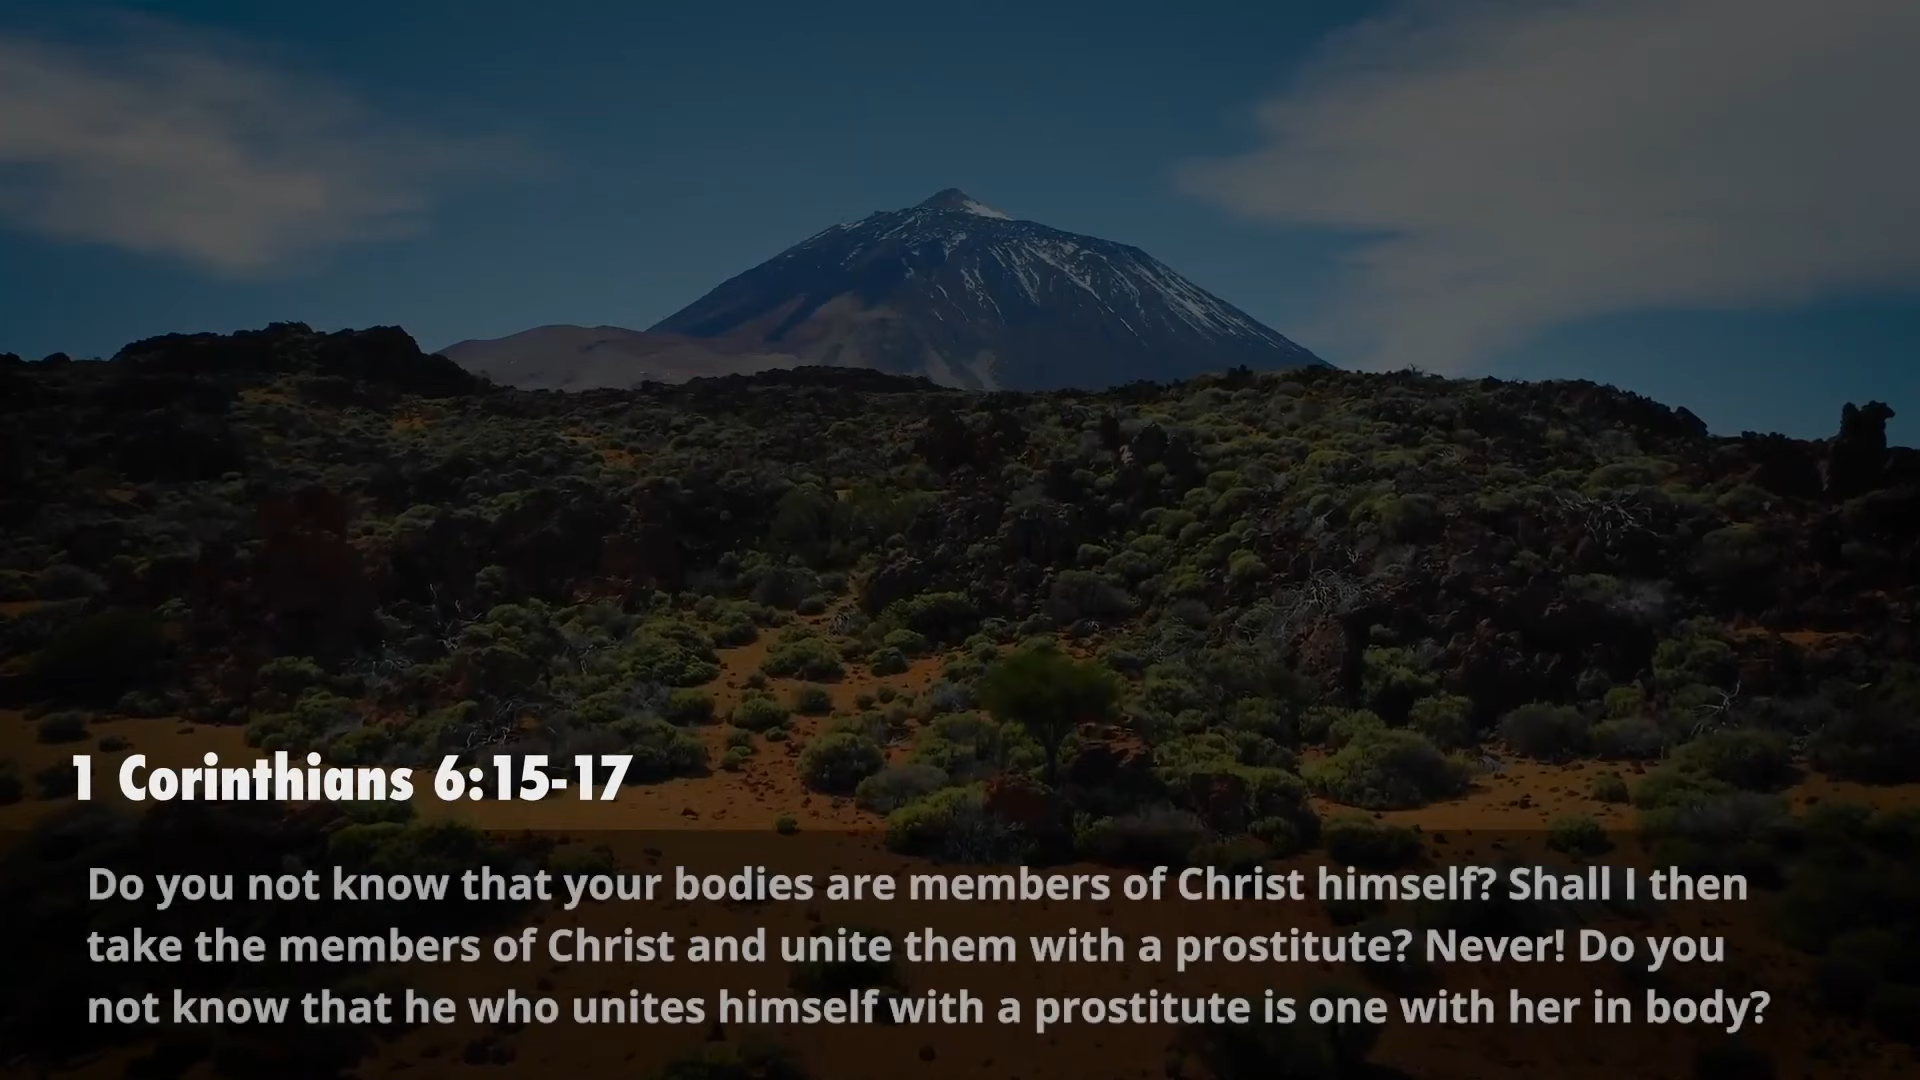 1 Corinthians 6:15-17
Do you not know that your bodies are members of Christ himself? Shall I then
take the members of Christ and unite them with a prostitute? Never! Do you
not know that he who unites himself with a prostitute is one with her in body?